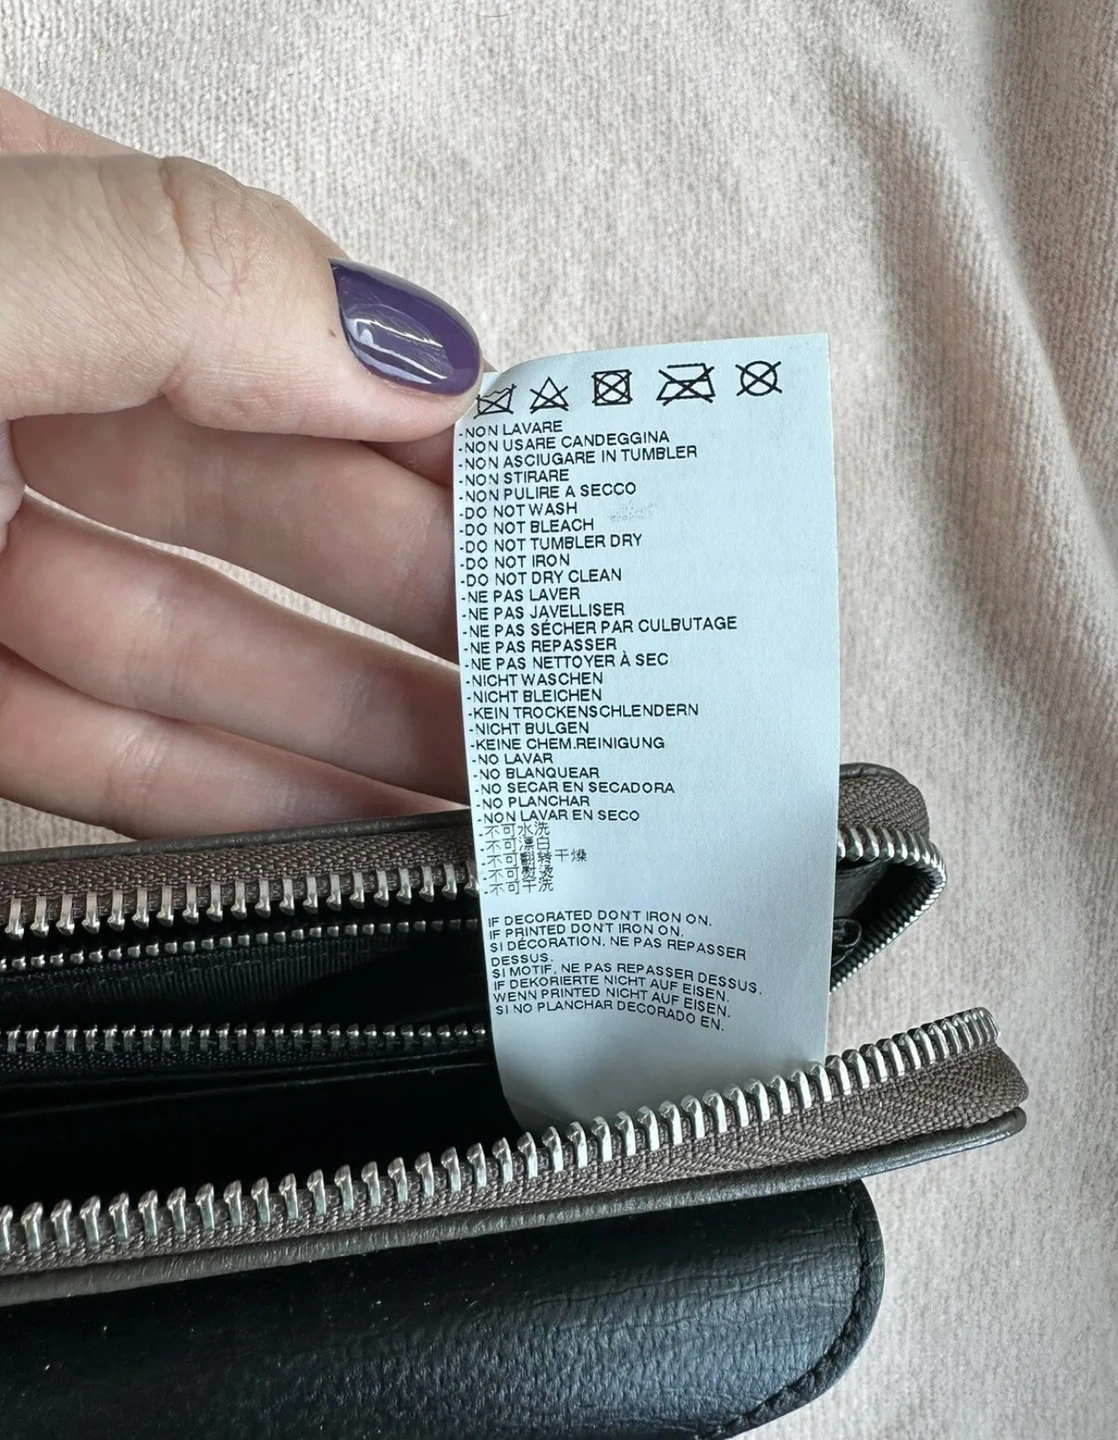 -NON LAVARE
-NON USARE CANDEGGINA
-NON ASCIUGARE IN TUMBLER
-NON STIRARE
-NON PULIRE A SECCO
-DO NOT WASH
-DO NOT BLEACH
-DO NOT TUMBLER DRY
-DO NOT IRON
-DO NOT DRY CLEAN
-NE PAS LAVER
-NE PAS JAVELLISER
-NE PAS SÉCHER PAR CULBUTAGE
-NE PAS REPASSER
-NE PAS NETTOYER À SEC
-NICHT WASCHEN
-NICHT BLEICHEN
-KEIN TROCKENSCHLENDERN
-NICHT BULGEN
-KEINE CHEM.REINIGUNG
-NO LAVAR
-NO BLANQUEAR
-NO SECAR EN SECADORA
-NO PLANCHAR
-NON LAVAR EN SECO
-不可水洗
-不可漂白
-不可翻转干燥
-不可熨烫
-不可干洗
IF DECORATED DON'T IRON ON.
IF PRINTED DON'T IRON ON.
SI DÉCORATION, NE PAS REPASSER
DESSUS.
SI MOTIF, NE PAS REPASSER DESSUS.
IF DEKORIERTE NICHT AUF EISEN.
WENN PRINTED NICHT AUF EISEN.
SI NO PLANCHAR DECORADO EN.